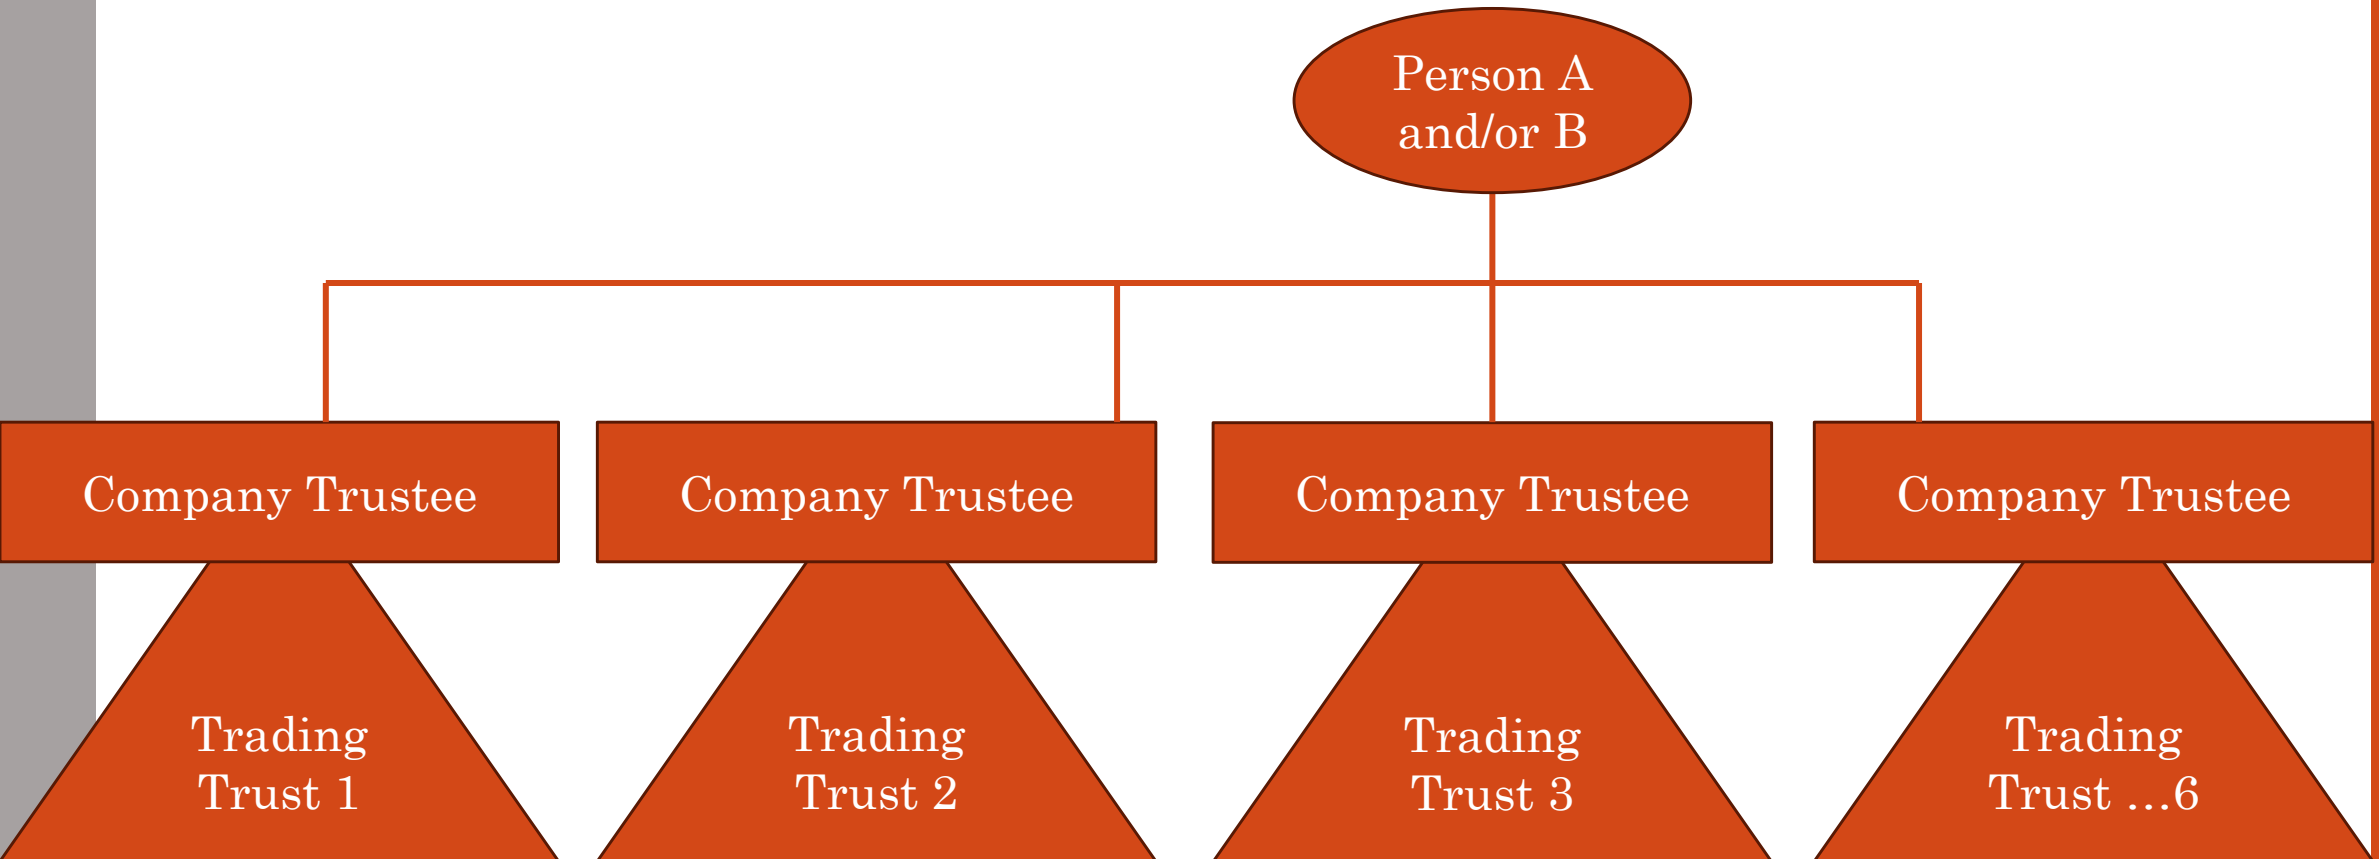 Person A
and/or B
Company Trustee
Company Trustee
Company Trustee
Company Trustee
Trading
Trust 1
Trading
Trust 2
Trading
Trust 3
Trading
Trust ...6